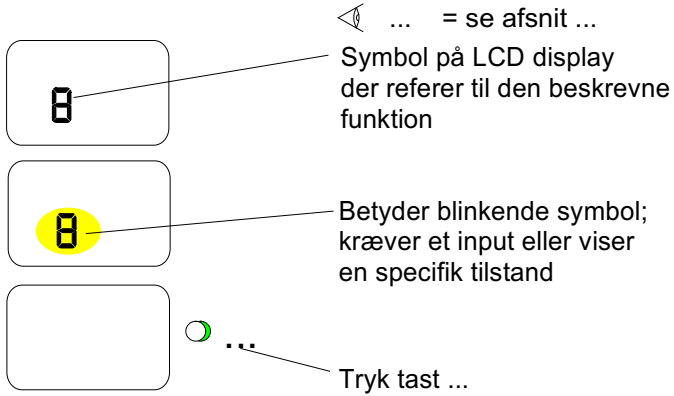 ... = se afsnit ...
Symbol på LCD display
der referer til den beskrevne
funktion
8
Betyder blinkende symbol;
kræver et input eller viser
en specifik tilstand
8
...
Tryk tast ...